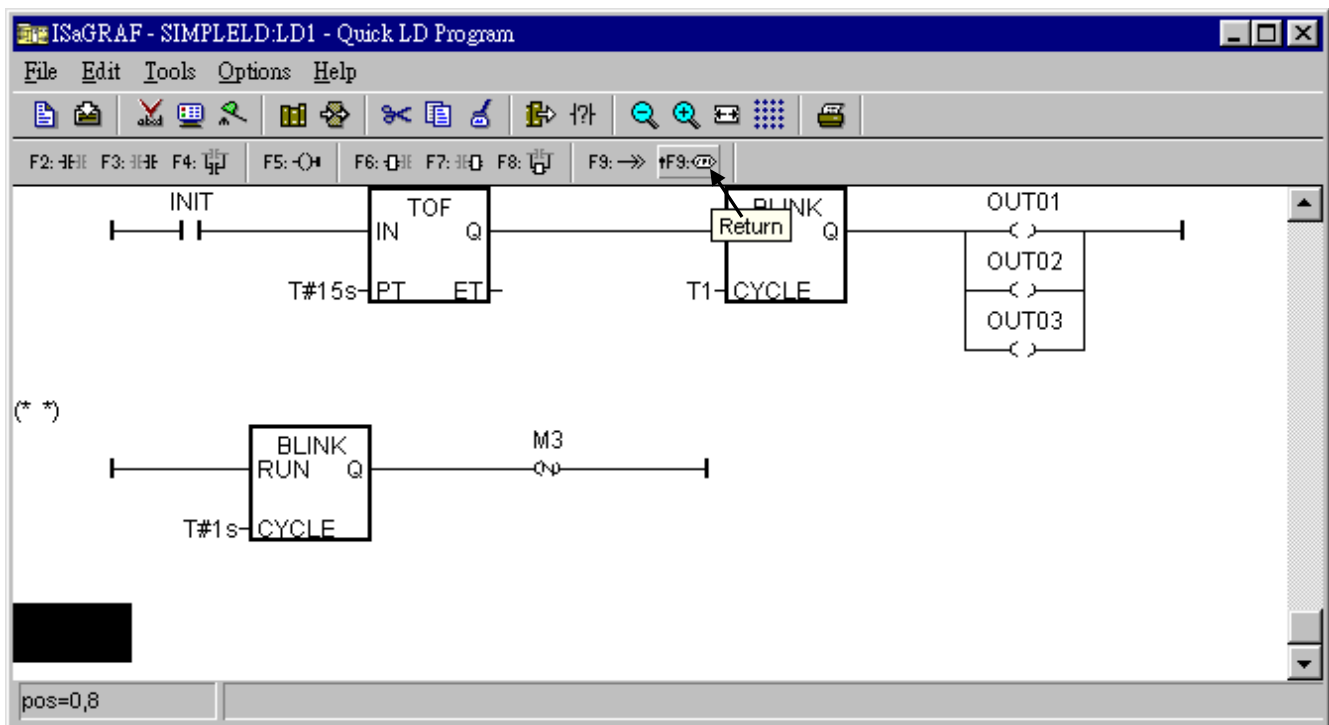 ISaGRAF - SIMPLELD:LD1 - Quick LD Program
File Edit Tools Options Help
F2: F3: F4: F5: F6: F7: F8: F9: F9:
INIT TOF BLINK OUT01
IN Q Return Q
OUT02
T#15s PT ET T1 CYCLE
OUT03
(* *)
BLINK M3
RUN Q
T#1s CYCLE
pos=0,8